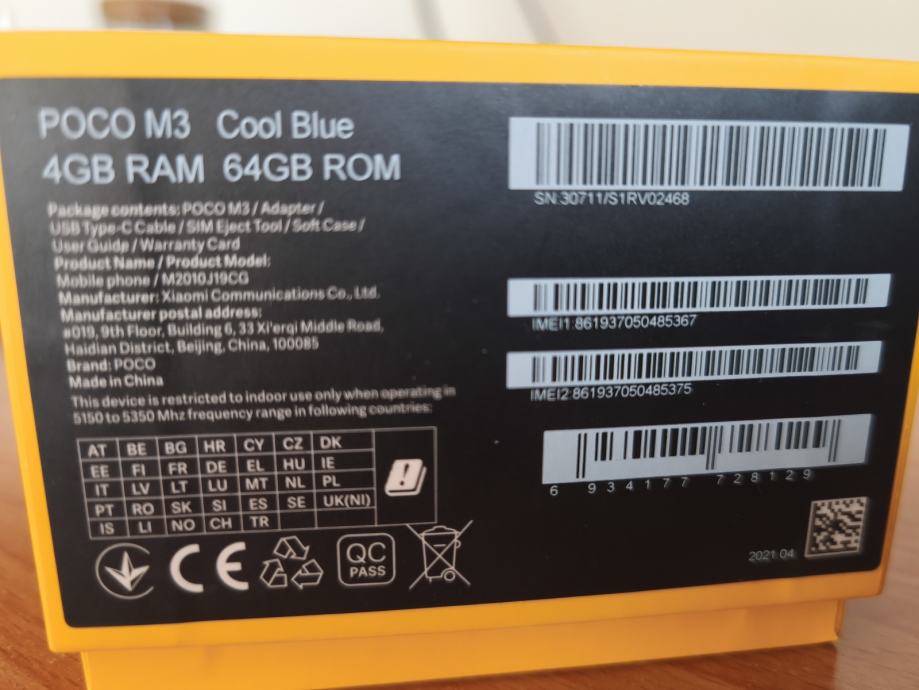 POCO M3 Cool Blue
4GB RAM 64GB ROM
Package contents: POCO M3 / Adapter /
USB Type-C Cable / SIM Eject Tool / Soft Case /
User Guide / Warranty Card
Product Name / Product Model:
Mobile phone / M2010J19CG
Manufacturer: Xiaomi Communications Co., Ltd.
Manufacturer postal address:
#019, 9th Floor, Building 6, 33 Xi'erqi Middle Road,
Haidian District, Beijing, China, 100085
Brand: POCO
Made in China
This device is restricted to indoor use only when operating in
5150 to 5350 Mhz frequency range in following countries:
AT BE BG HR CY CZ DK
EE FI FR DE EL HU IE
IT LV LT LU MT NL PL
PT RO SK SI ES SE UK(NI)
IS LI NO CH TR
CE
QC
PASS
SN:30711/S1RV02468
IMEI1:861937050485367
IMEI2:861937050485375
6 934177 728129
2021.04